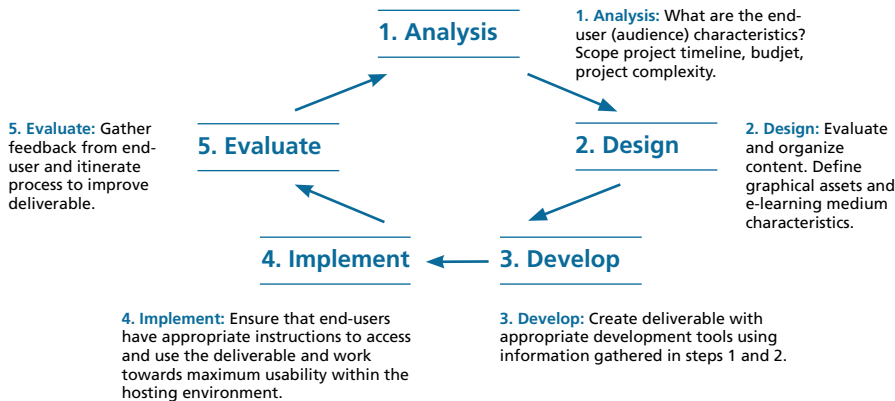 1. Analysis
1. Analysis: What are the end-
user (audience) characteristics?
Scope project timeline, budjet,
project complexity.
2. Design
2. Design: Evaluate
and organize
content. Define
graphical assets and
e-learning medium
characteristics.
3. Develop
3. Develop: Create deliverable with
appropriate development tools using
information gathered in steps 1 and 2.
4. Implement
4. Implement: Ensure that end-users
have appropriate instructions to access
and use the deliverable and work
towards maximum usability within the
hosting environment.
5. Evaluate
5. Evaluate: Gather
feedback from end-
user and itinerate
process to improve
deliverable.